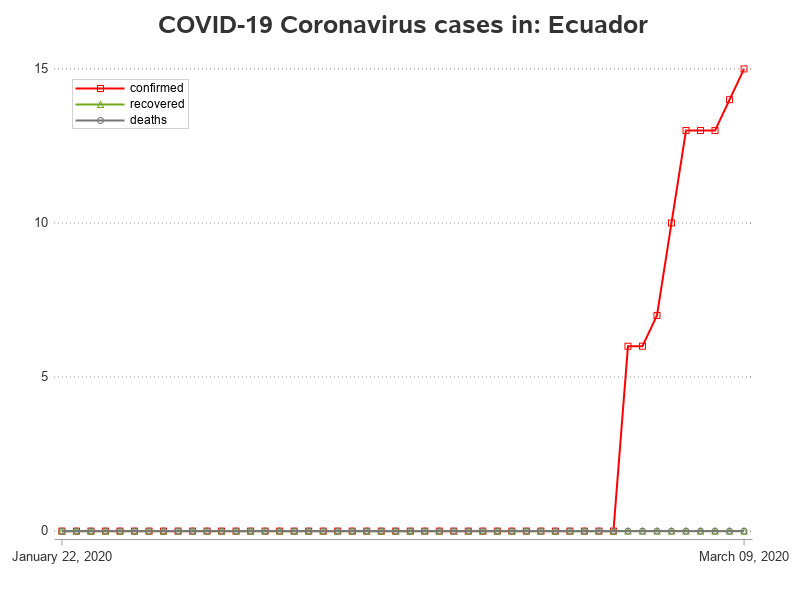 COVID-19 Coronavirus cases in: Ecuador
15
confirmed
recovered
deaths
10
5
0
January 22, 2020
March 09, 2020